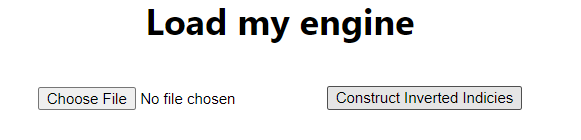 Load my engine
Choose File No file chosen Construct Inverted Indicies